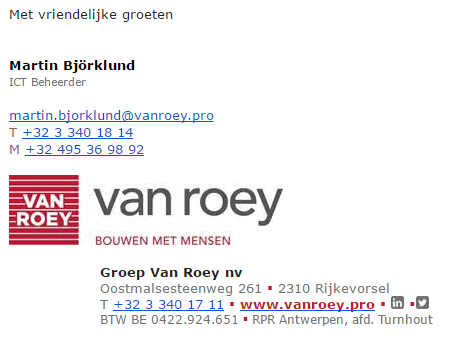 Met vriendelijke groeten
Martin Björklund
ICT Beheerder
martin.bjorklund@vanroey.pro
T +32 3 340 18 14
M +32 495 36 98 92
VAN
ROEY
van roey
BOUWEN MET MENSEN
Groep Van Roey nv
Oostmalsesteenweg 261 ▪ 2310 Rijkevorsel
T +32 3 340 17 11 ▪ www.vanroey.pro ▪ in ▪
BTW BE 0422.924.651 ▪ RPR Antwerpen, afd. Turnhout